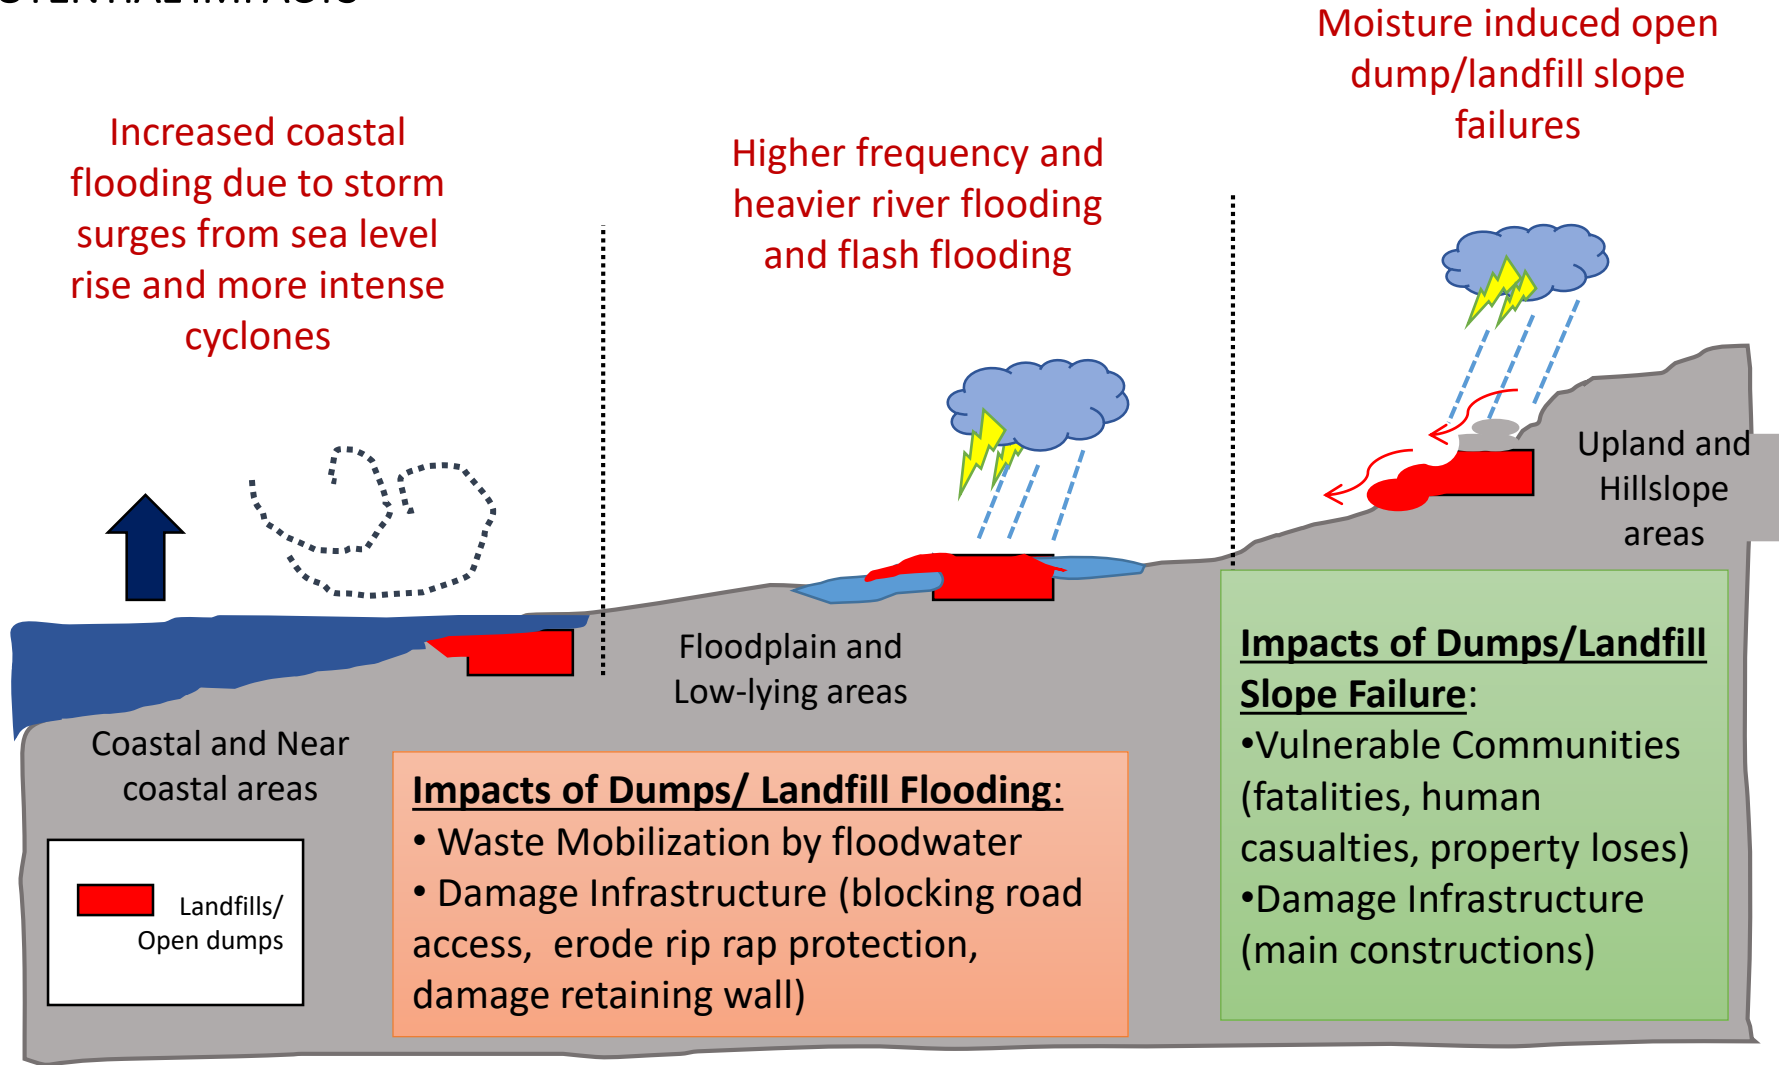 Increased coastal
flooding due to storm
surges from sea level
rise and more intense
cyclones
Higher frequency and
heavier river flooding
and flash flooding
Moisture induced open
dump/landfill slope
failures
Upland and
Hillslope
areas
Floodplain and
Low-lying areas
Coastal and Near
coastal areas
Landfills/
Open dumps
Impacts of Dumps/ Landfill Flooding:
• Waste Mobilization by floodwater
• Damage Infrastructure (blocking road
access, erode rip rap protection,
damage retaining wall)
Impacts of Dumps/Landfill
Slope Failure:
•Vulnerable Communities
(fatalities, human
casualties, property loses)
•Damage Infrastructure
(main constructions)